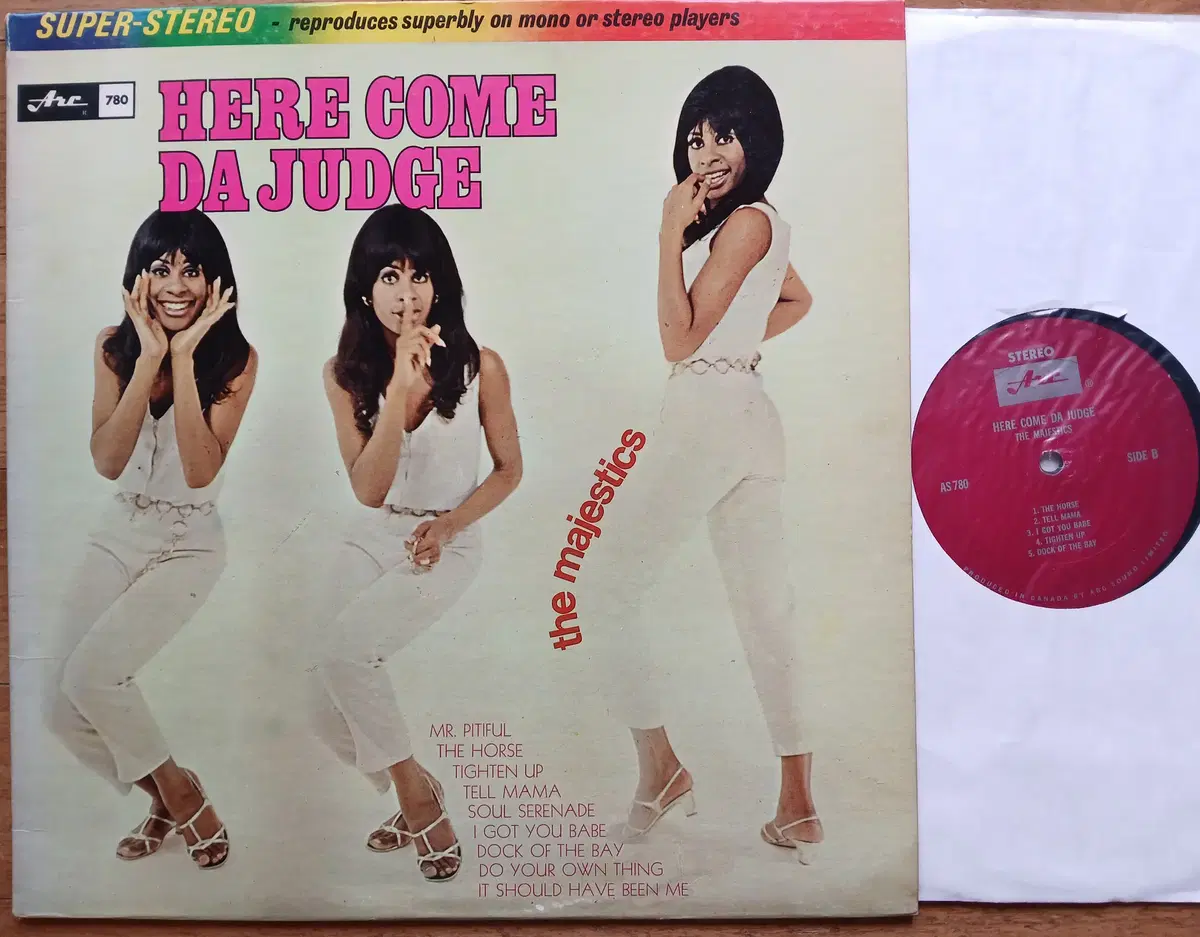 SUPER-STEREO - reproduces superbly on mono or stereo players
Arc 780
HERE COME
DA JUDGE
the majestics
MR. PITIFUL
THE HORSE
TIGHTEN UP
TELL MAMA
SOUL SERENADE
I GOT YOU BABE
DOCK OF THE BAY
DO YOUR OWN THING
IT SHOULD HAVE BEEN ME
STEREO
Arc
HERE COME DA JUDGE
THE MAJESTICS
AS 780
SIDE B
1. THE HORSE
2. TELL MAMA
3. I GOT YOU BABE
4. TIGHTEN UP
5. DOCK OF THE BAY
PRODUCED IN CANADA BY ARC SOUND LIMITED